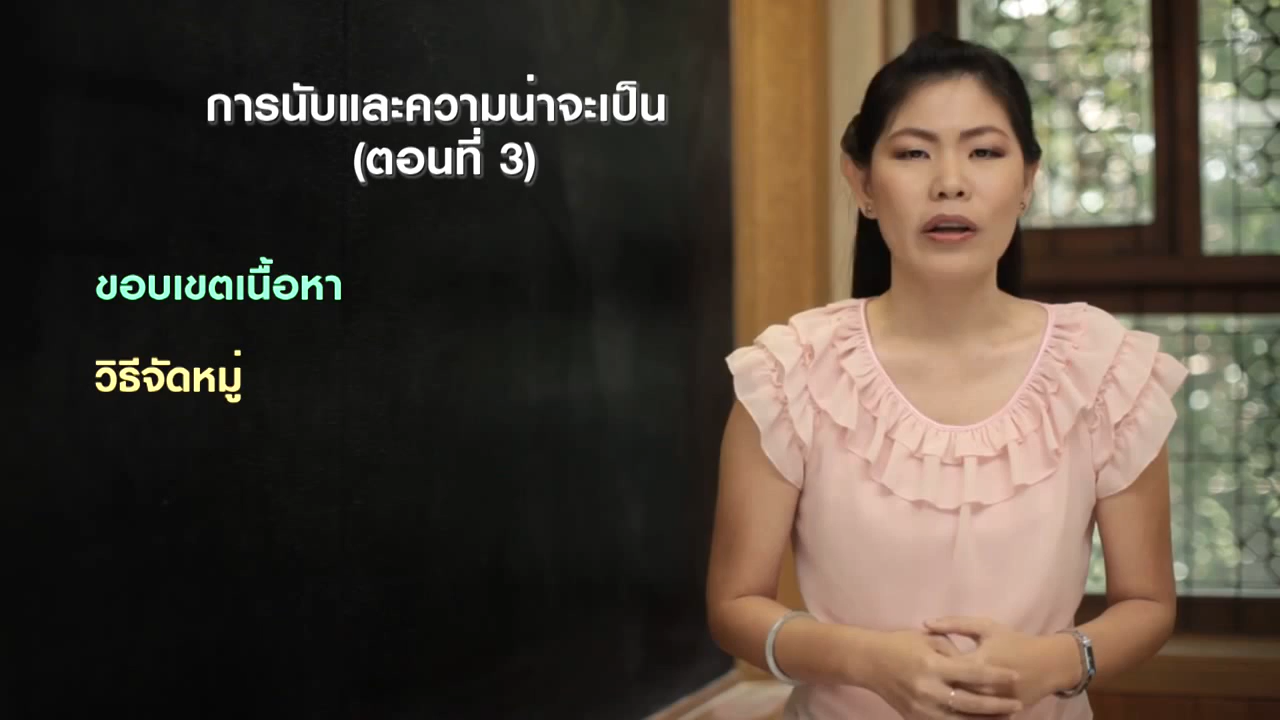 การนับและความน่าจะเป็น
(ตอนที่ 3)
ขอบเขตเนื้อหา
วิธีจัดหมู่